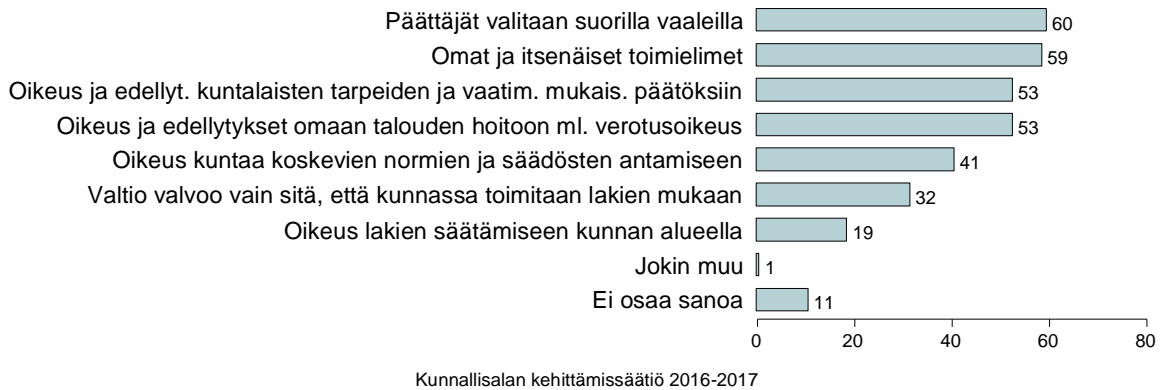 Päättäjät valitaan suorilla vaaleilla 60
Omat ja itsenäiset toimielimet 59
Oikeus ja edellyt. kuntalaisten tarpeiden ja vaatim. mukais. päätöksiin 53
Oikeus ja edellytykset omaan talouden hoitoon ml. verotusoikeus 53
Oikeus kuntaa koskevien normien ja säädösten antamiseen 41
Valtio valvoo vain sitä, että kunnassa toimitaan lakien mukaan 32
Oikeus lakien säätämiseen kunnan alueella 19
Jokin muu 1
Ei osaa sanoa 11
0 20 40 60 80
Kunnallisalan kehittämissäätiö 2016-2017